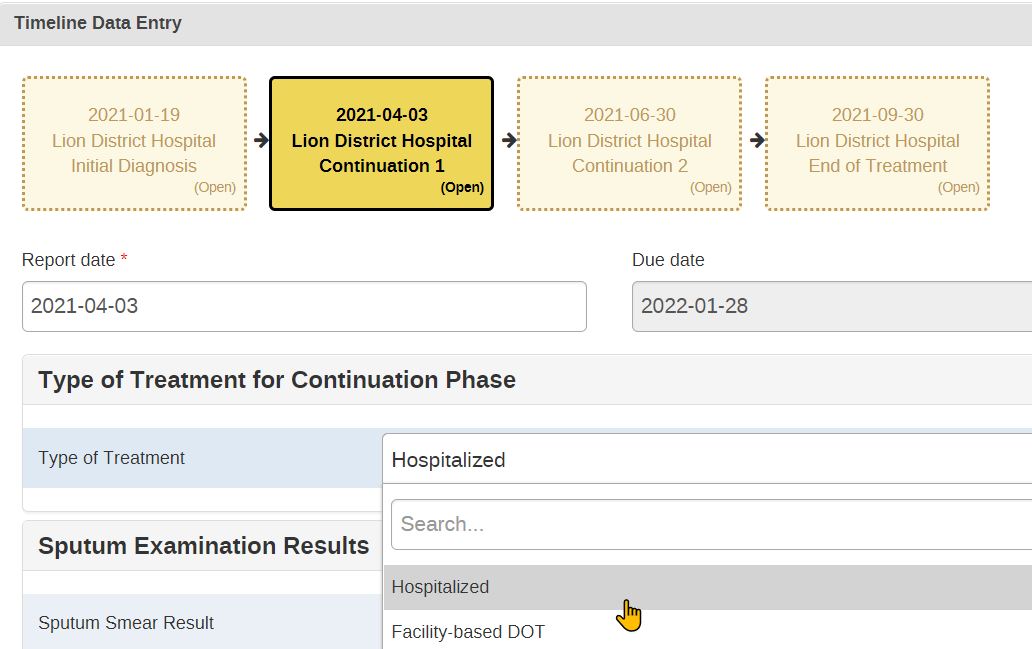 Timeline Data Entry
2021-01-19
Lion District Hospital
Initial Diagnosis
(Open)
2021-04-03
Lion District Hospital
Continuation 1
(Open)
2021-06-30
Lion District Hospital
Continuation 2
(Open)
2021-09-30
Lion District Hospital
End of Treatment
(Open)
Report date *
2021-04-03
Due date
2022-01-28
Type of Treatment for Continuation Phase
Type of Treatment
Hospitalized
Search...
Sputum Examination Results
Hospitalized
Sputum Smear Result
Facility-based DOT